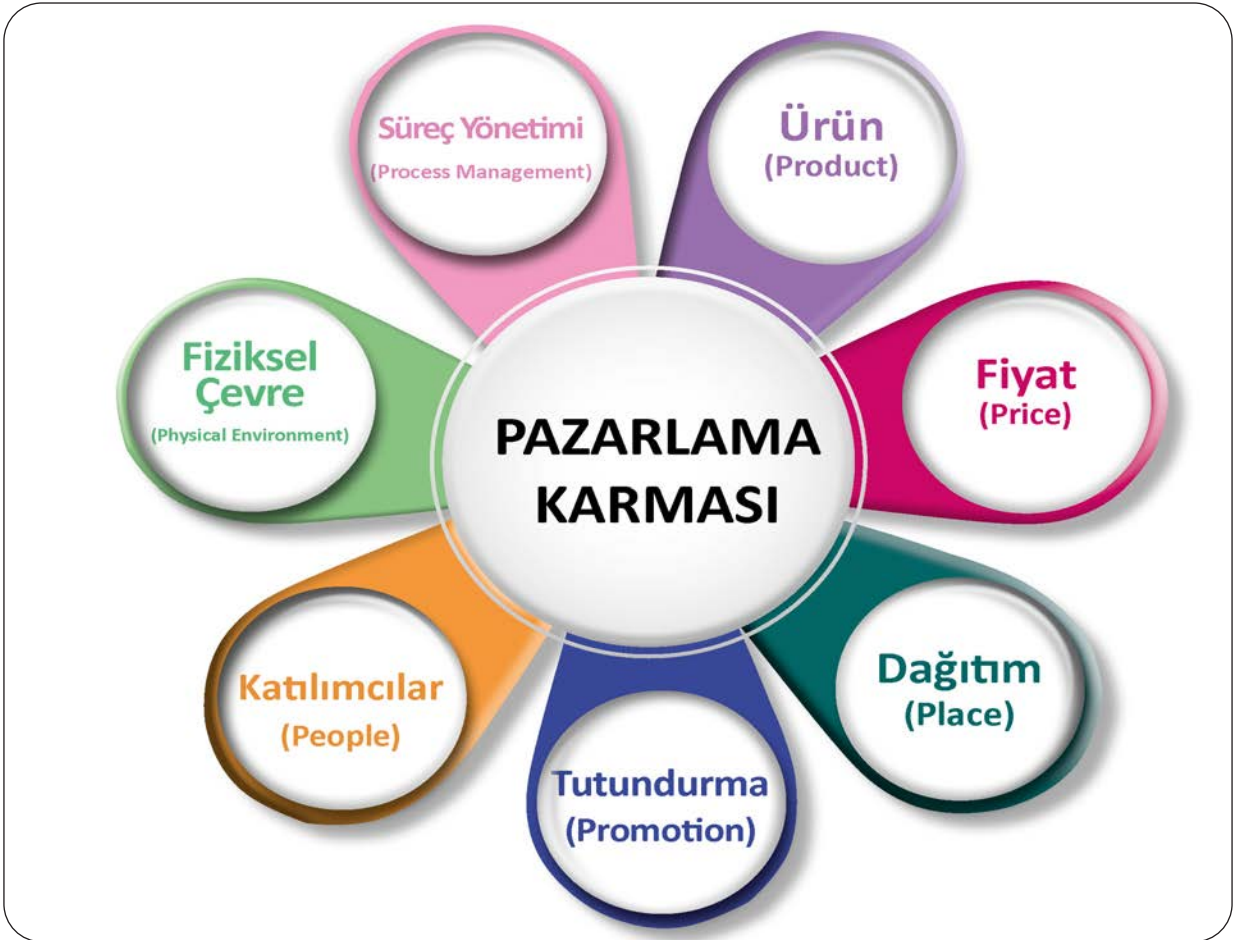 Süreç Yönetimi
(Process Management)
Ürün
(Product)
Fiziksel
Çevre
(Physical Environment)
Fiyat
(Price)
PAZARLAMA
KARMASI
Katılımcılar
(People)
Dağıtım
(Place)
Tutundurma
(Promotion)